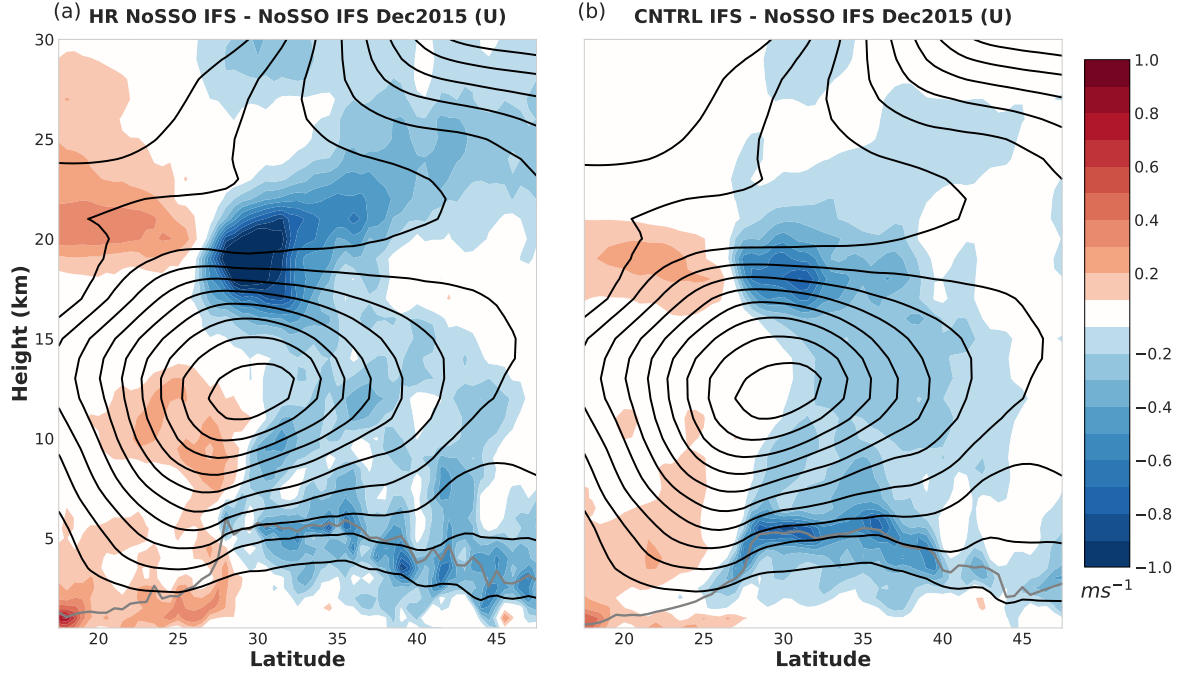 (a) HR NoSSO IFS - NoSSO IFS Dec2015 (U)
(b) CNTRL IFS - NoSSO IFS Dec2015 (U)
30
25
20
15
10
5
Height (km)
20 25 30 35 40 45
Latitude
20 25 30 35 40 45
Latitude
1.0
0.8
0.6
0.4
0.2
−0.2
−0.4
−0.6
−0.8
−1.0
ms⁻¹